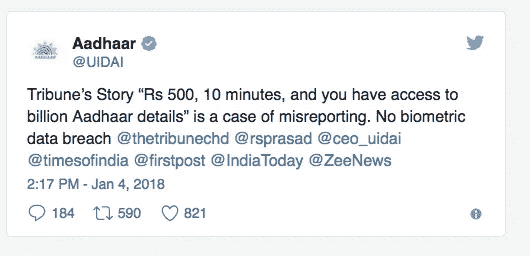 Aadhaar
@UIDAI
Tribune's Story “Rs 500, 10 minutes, and you have access to
billion Aadhaar details” is a case of misreporting. No biometric
data breach @thetribunechd @rsprasad @ceo_uidai
@timesofindia @firstpost @IndiaToday @ZeeNews
2:17 PM - Jan 4, 2018
184 590 821